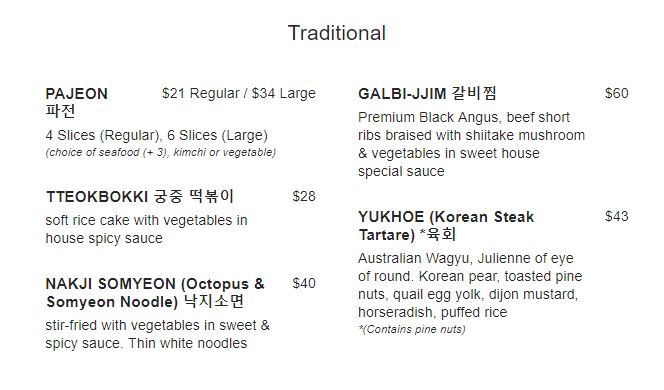 Traditional
PAJEON $21 Regular / $34 Large
파전
4 Slices (Regular), 6 Slices (Large)
(choice of seafood (+ 3), kimchi or vegetable)
TTEOKBOKKI 궁중 떡볶이 $28
soft rice cake with vegetables in
house spicy sauce
NAKJI SOMYEON (Octopus & $40
Somyeon Noodle) 낙지소면
stir-fried with vegetables in sweet &
spicy sauce. Thin white noodles
GALBI-JJIM 갈비찜 $60
Premium Black Angus, beef short
ribs braised with shiitake mushroom
& vegetables in sweet house
special sauce
YUKHOE (Korean Steak $43
Tartare) *육회
Australian Wagyu, Julienne of eye
of round. Korean pear, toasted pine
nuts, quail egg yolk, dijon mustard,
horseradish, puffed rice
*(Contains pine nuts)